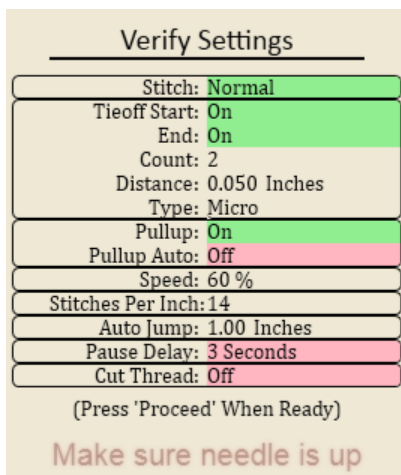 Verify Settings
Stitch: Normal
Tieoff Start: On
End: On
Count: 2
Distance: 0.050 Inches
Type: Micro
Pullup: On
Pullup Auto: Off
Speed: 60 %
Stitches Per Inch: 14
Auto Jump: 1.00 Inches
Pause Delay: 3 Seconds
Cut Thread: Off
(Press 'Proceed' When Ready)
Make sure needle is up